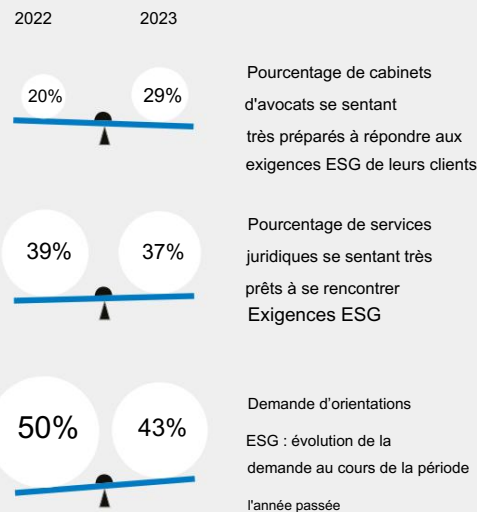 2022 2023
20% 29%
Pourcentage de cabinets
d'avocats se sentant
très préparés à répondre aux
exigences ESG de leurs clients
39% 37%
Pourcentage de services
juridiques se sentant très
prêts à se rencontrer
Exigences ESG
50% 43%
Demande d'orientations
ESG : évolution de la
demande au cours de la période
l'année passée